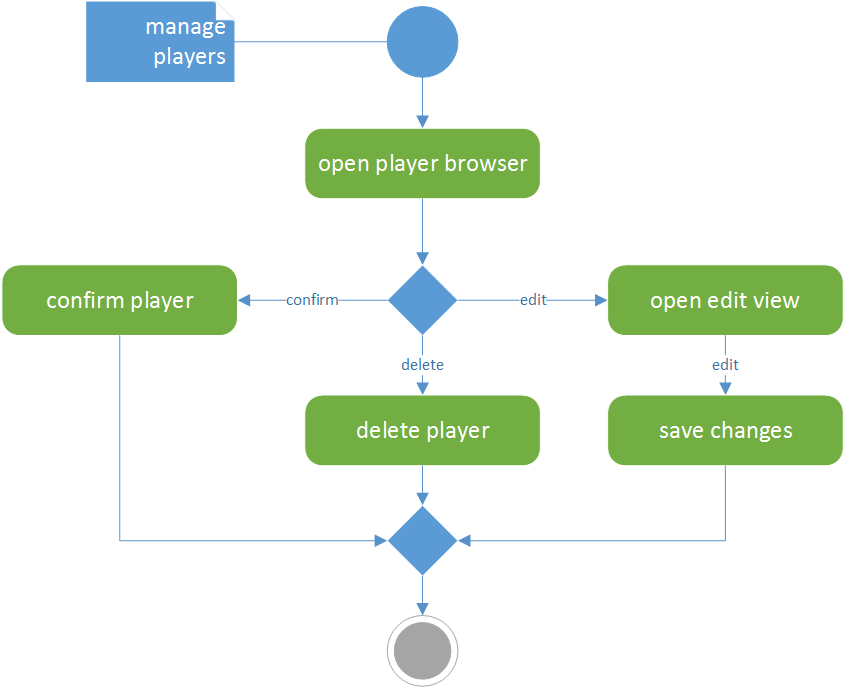 manage
players
open player browser
confirm player
confirm
edit
open edit view
delete
edit
delete player
save changes